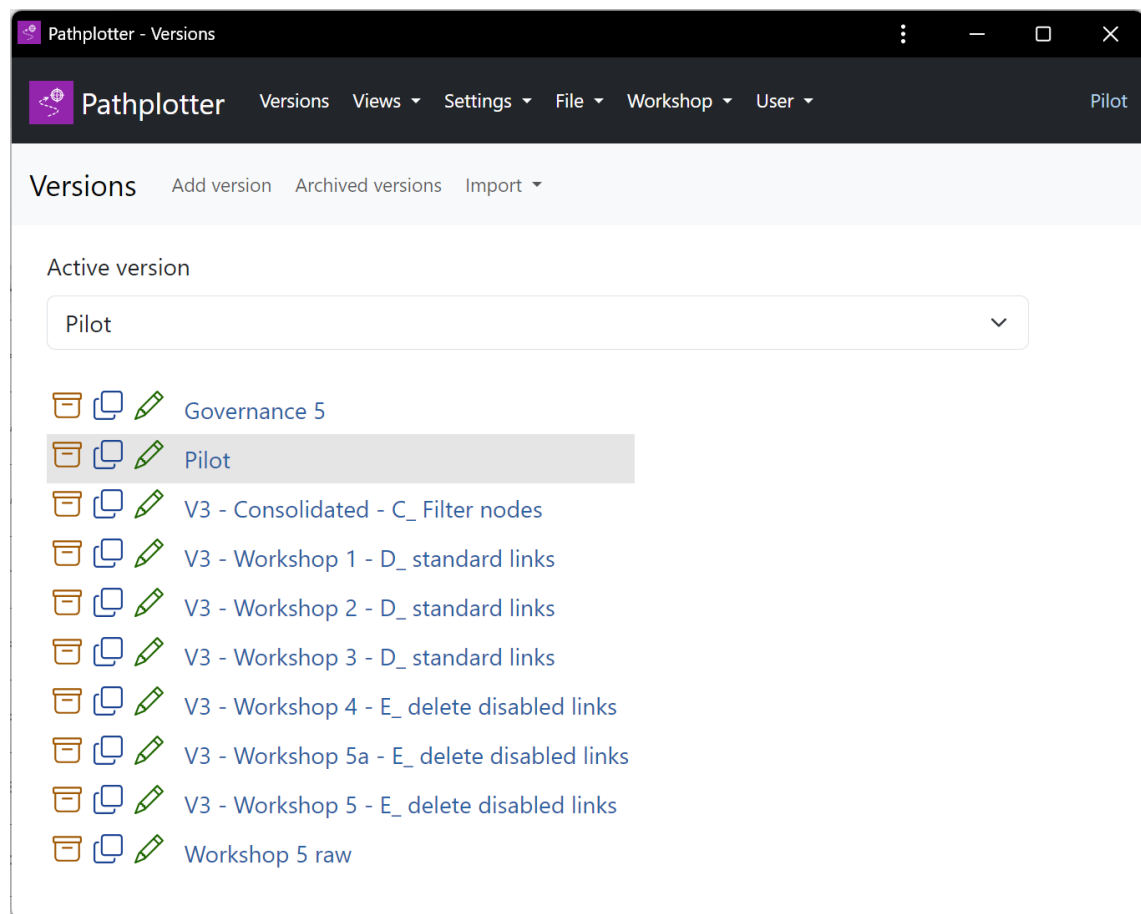 Pathplotter - Versions
Pathplotter Versions Views Settings File Workshop User Pilot
Versions Add version Archived versions Import
Active version
Pilot
Governance 5
Pilot
V3 - Consolidated - C_ Filter nodes
V3 - Workshop 1 - D_ standard links
V3 - Workshop 2 - D_ standard links
V3 - Workshop 3 - D_ standard links
V3 - Workshop 4 - E_ delete disabled links
V3 - Workshop 5a - E_ delete disabled links
V3 - Workshop 5 - E_ delete disabled links
Workshop 5 raw